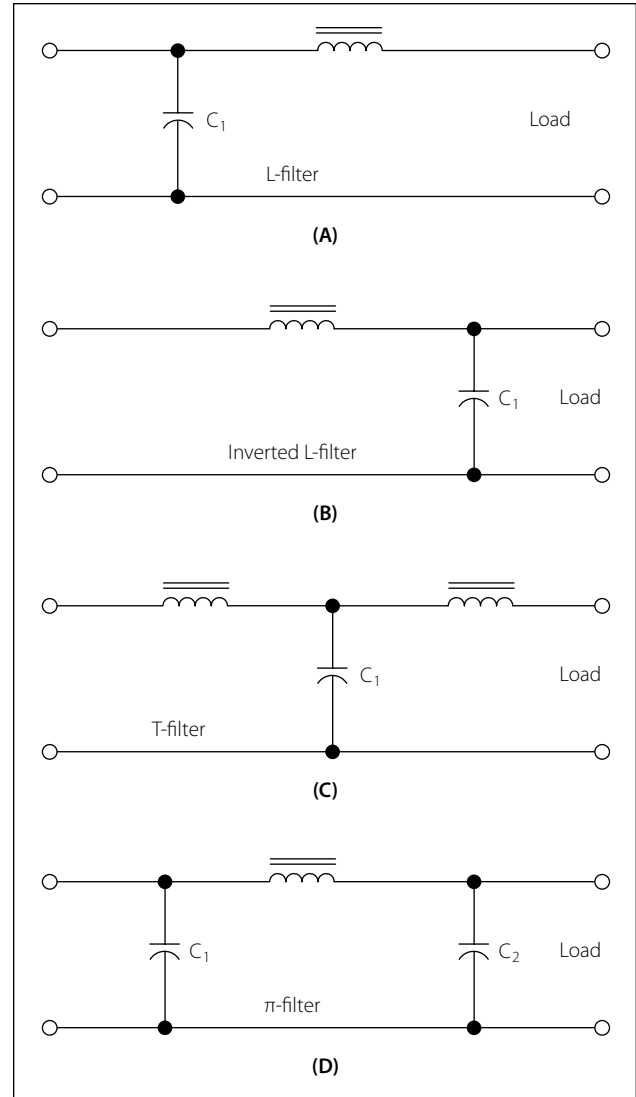 C₁
Load
L-filter
(A)
C₁
Load
Inverted L-filter
(B)
C₁
Load
T-filter
(C)
C₁
C₂
Load
π-filter
(D)